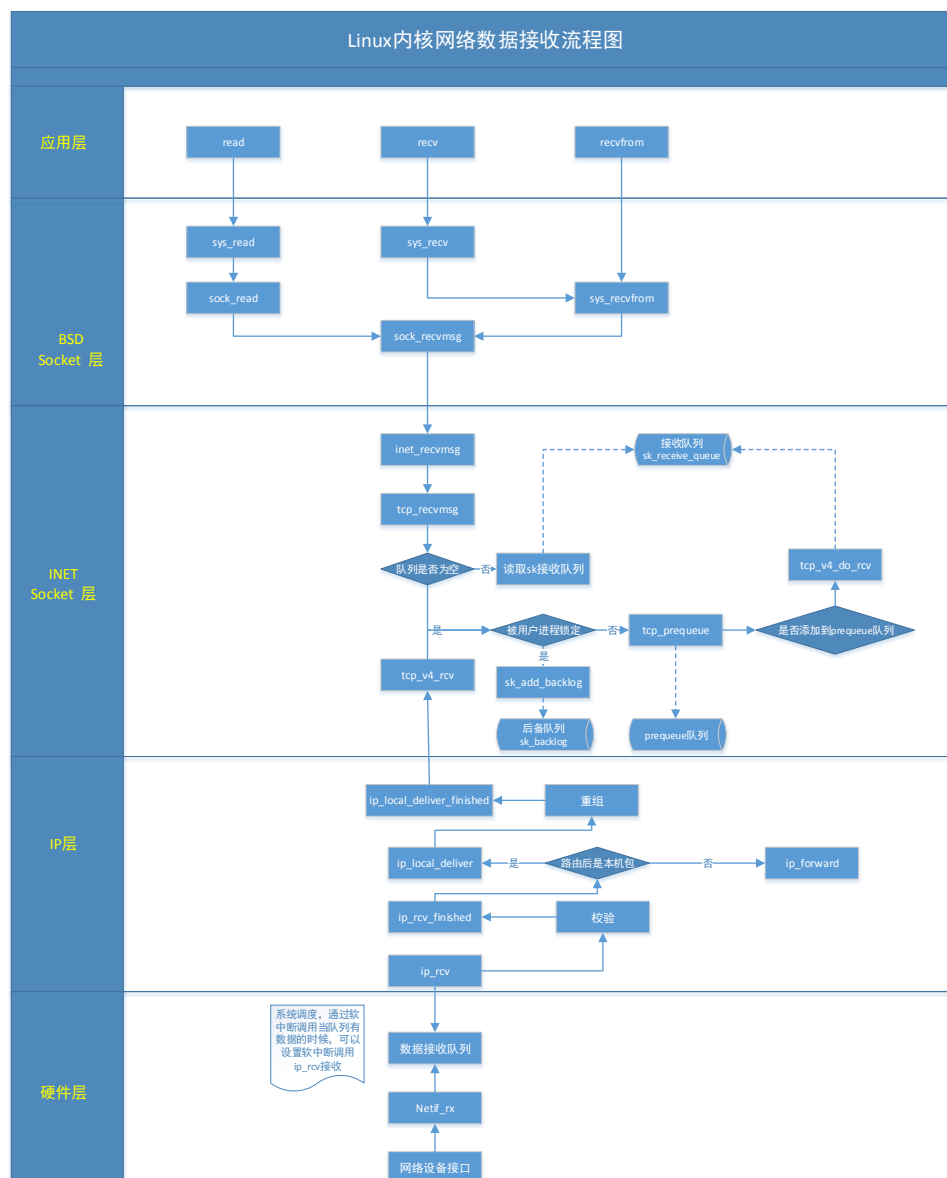 Linux内核网络数据接收流程图
应用层
read
recv
recvfrom
BSD
Socket 层
sys_read
sys_recv
sock_read
sys_recvfrom
sock_recvmsg
INET
Socket 层
inet_recvmsg
接收队列
sk_receive_queue
tcp_recvmsg
队列是否为空
否
读取sk接收队列
tcp_v4_do_rcv
是
被用户进程锁定
否
tcp_prequeue
是否添加到prequeue队列
是
tcp_v4_rcv
sk_add_backlog
后备队列
sk_backlog
prequeue队列
IP层
ip_local_deliver_finished
重组
ip_local_deliver
是
路由后是本机包
否
ip_forward
ip_rcv_finished
校验
ip_rcv
硬件层
系统调度，通过软
中断调用当队列有
数据的时候，可以
设置软中断调用
ip_rcv接收
数据接收队列
Netif_rx
网络设备接口